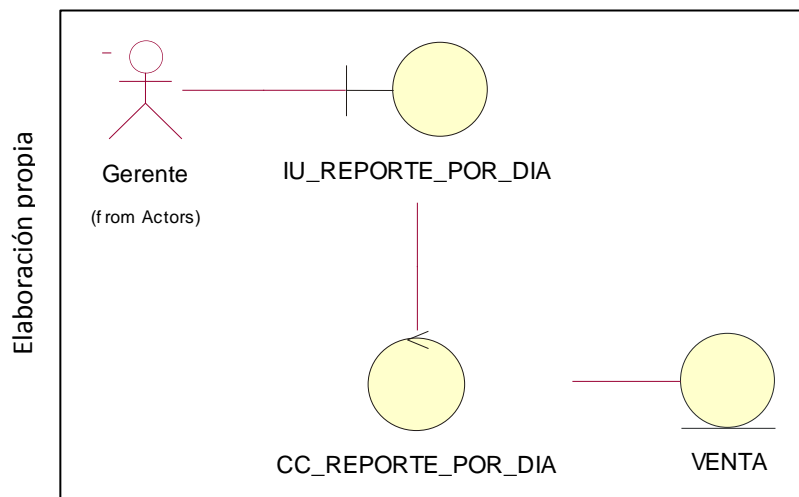 Elaboración propia
Gerente
(from Actors)
IU_REPORTE_POR_DIA
CC_REPORTE_POR_DIA
VENTA